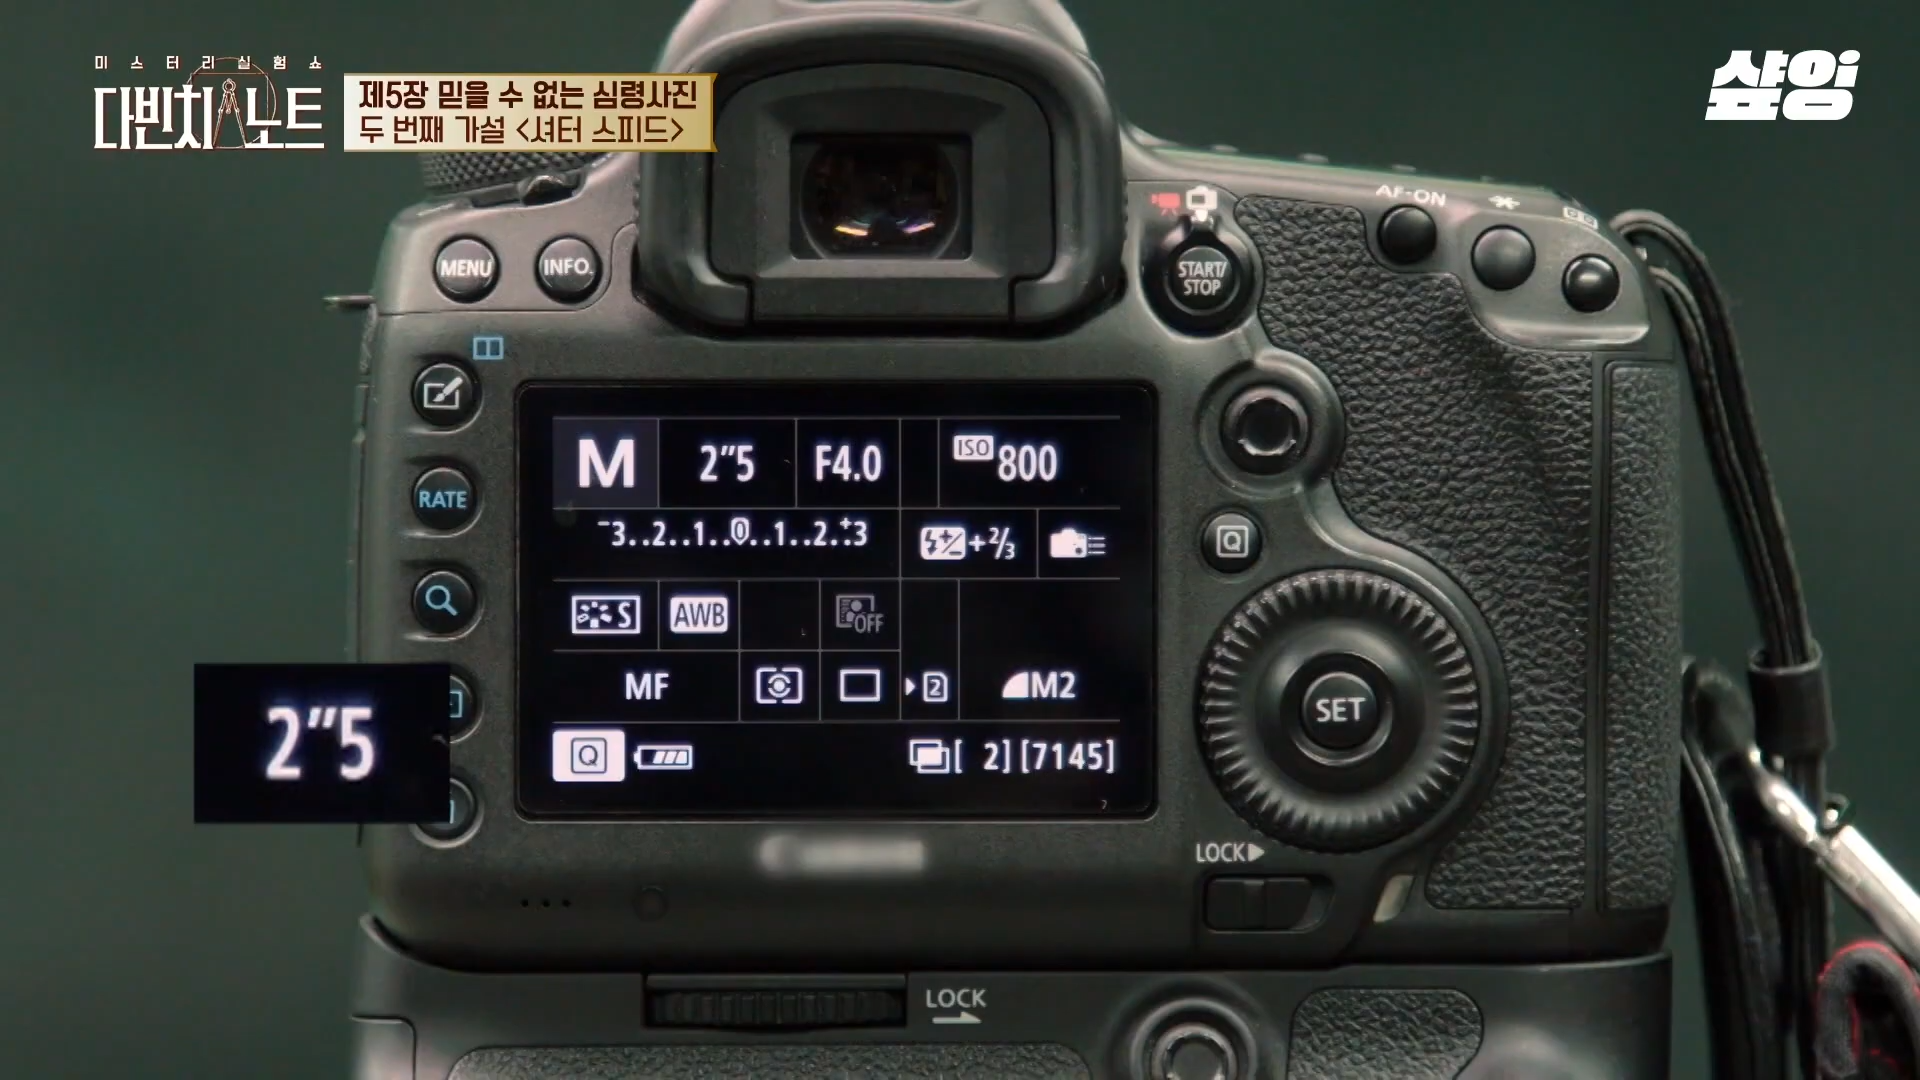 미스터리실험쇼
다빈치노트
제5장 믿을 수 없는 심령사진
두 번째 가설 <셔터 스피드>
샾잉
MENU
INFO.
START/
STOP
AF-ON
RATE
M 2"5 F4.0 ISO 800
-3..2..1..0..1..2.:+3 +2/3
S AWB OFF
MF 2 M2
Q [ 2][7145]
Q
SET
2"5
LOCK
LOCK